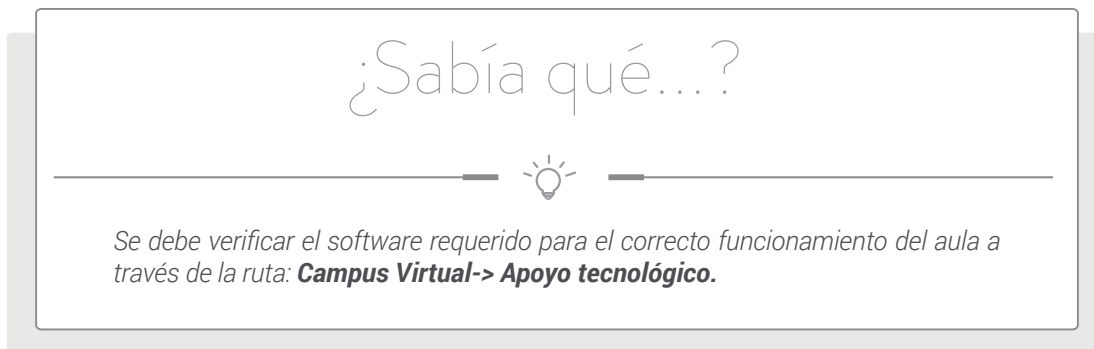 ¿Sabía qué...?
Se debe verificar el software requerido para el correcto funcionamiento del aula a
través de la ruta: Campus Virtual-> Apoyo tecnológico.